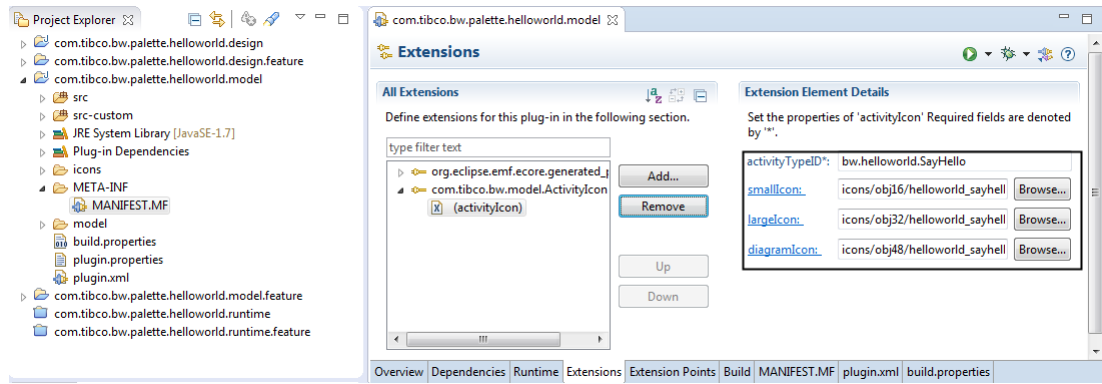 Project Explorer
com.tibco.bw.palette.helloworld.design
com.tibco.bw.palette.helloworld.design.feature
com.tibco.bw.palette.helloworld.model
src
src-custom
JRE System Library [JavaSE-1.7]
Plug-in Dependencies
icons
META-INF
MANIFEST.MF
model
build.properties
plugin.properties
plugin.xml
com.tibco.bw.palette.helloworld.model.feature
com.tibco.bw.palette.helloworld.runtime
com.tibco.bw.palette.helloworld.runtime.feature
com.tibco.bw.palette.helloworld.model
Extensions
All Extensions
Define extensions for this plug-in in the following section.
type filter text
org.eclipse.emf.ecore.generated_p
com.tibco.bw.model.ActivityIcon
(activityIcon)
Add...
Remove
Up
Down
Extension Element Details
Set the properties of 'activityIcon' Required fields are denoted
by '*'.
activityTypeID*: bw.helloworld.SayHello
smallIcon: icons/obj16/helloworld_sayhell Browse...
largeIcon: icons/obj32/helloworld_sayhell Browse...
diagramIcon: icons/obj48/helloworld_sayhell Browse...
Overview Dependencies Runtime Extensions Extension Points Build MANIFEST.MF plugin.xml build.properties